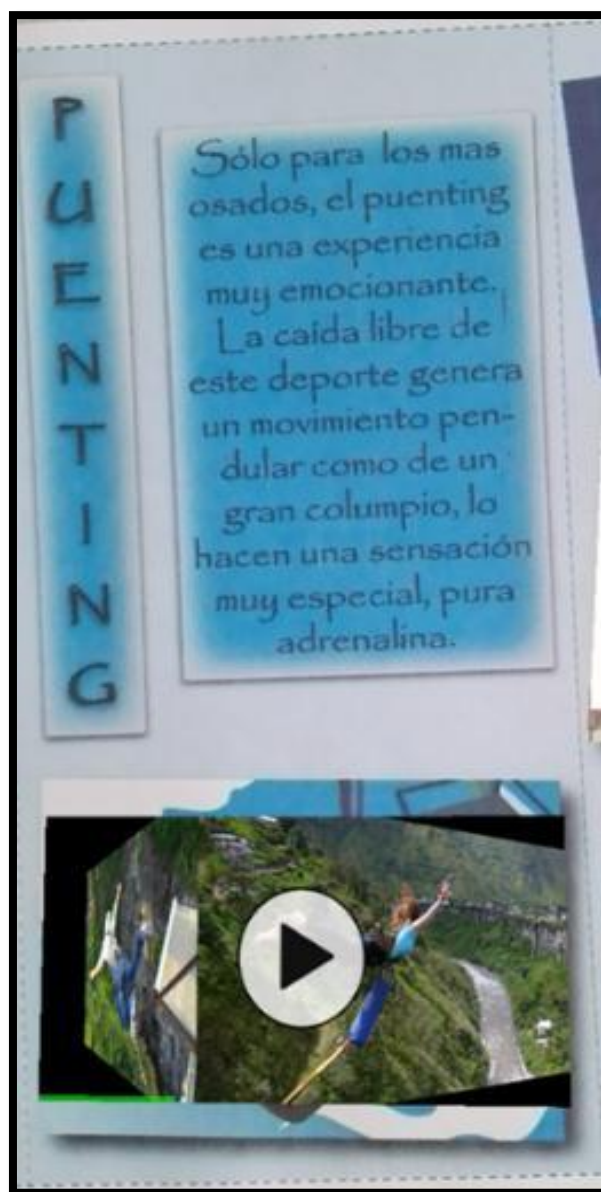 PUENTING
Sólo para los mas
osados, el puenting
es una experiencia
muy emocionante.
La caída libre de
este deporte genera
un movimiento pen-
dular como de un
gran columpio, lo
hacen una sensación
muy especial, pura
adrenalina.